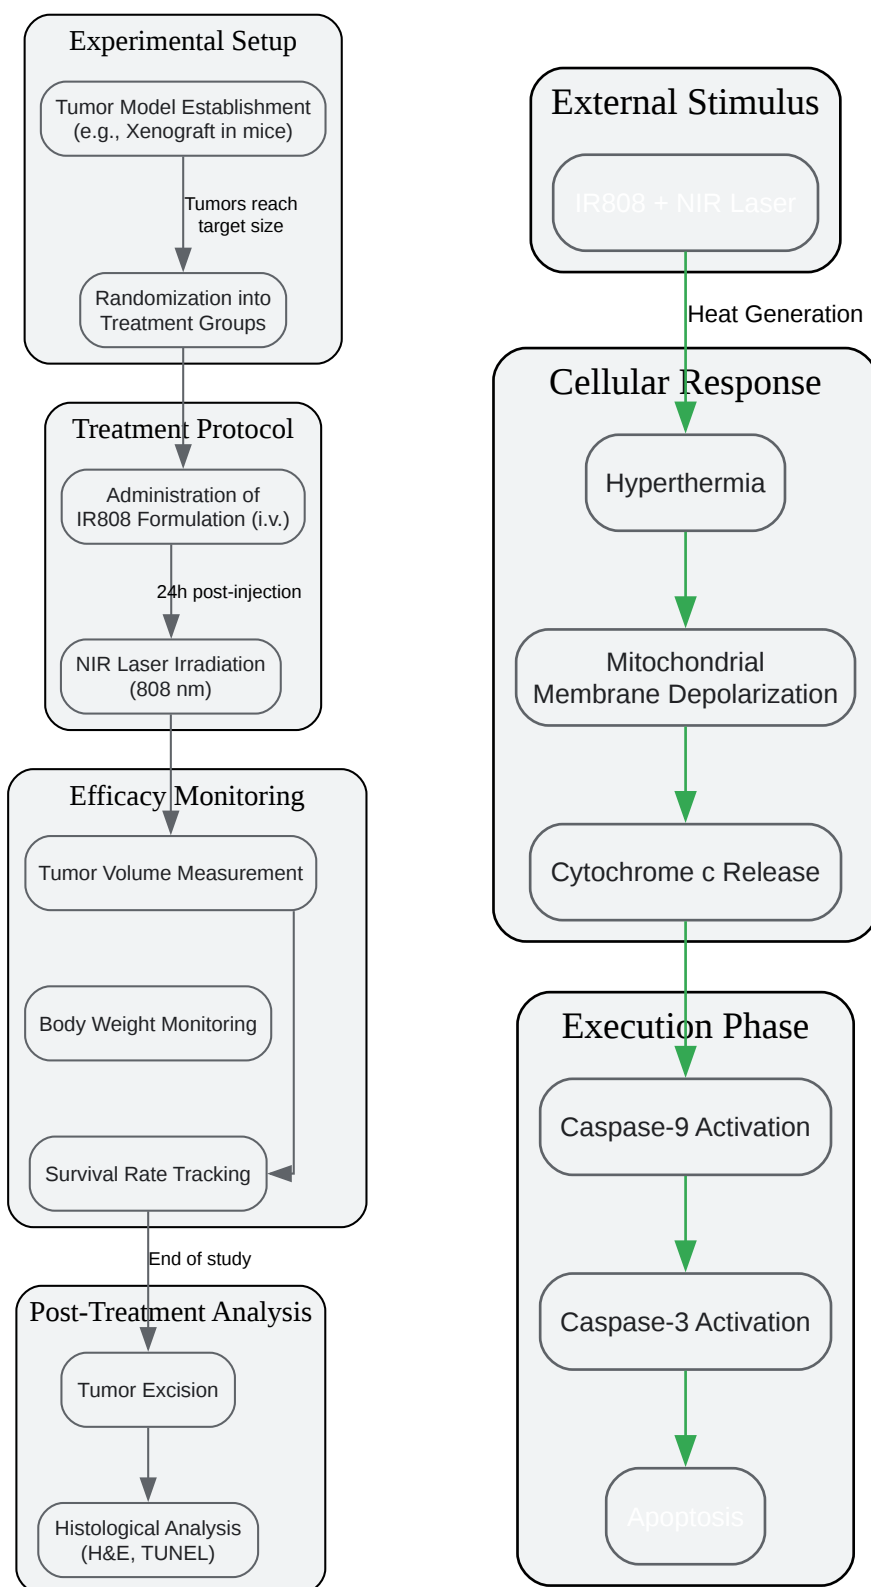 Experimental Setup
Tumor Model Establishment
(e.g., Xenograft in mice)
Tumors reach
target size
Randomization into
Treatment Groups
Treatment Protocol
Administration of
IR808 Formulation (i.v.)
24h post-injection
NIR Laser Irradiation
(808 nm)
Efficacy Monitoring
Tumor Volume Measurement
Body Weight Monitoring
Survival Rate Tracking
End of study
Post-Treatment Analysis
Tumor Excision
Histological Analysis
(H&E, TUNEL)
External Stimulus
IR808 + NIR Laser
Heat Generation
Cellular Response
Hyperthermia
Mitochondrial
Membrane Depolarization
Cytochrome c Release
Execution Phase
Caspase-9 Activation
Caspase-3 Activation
Apoptosis